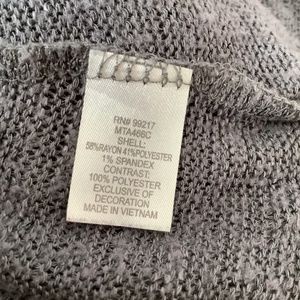 RN# 99217
MTA466C
SHELL:
58%RAYON 41%POLYESTER
1% SPANDEX
CONTRAST:
100% POLYESTER
EXCLUSIVE OF
DECORATION
MADE IN VIETNAM